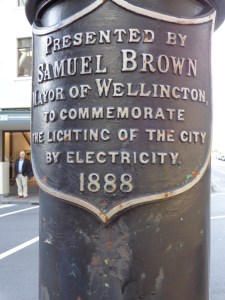 PRESENTED BY
SAMUEL BROWN
MAYOR OF WELLINGTON,
TO COMMEMORATE
THE LIGHTING OF THE CITY
BY ELECTRICITY.
1888